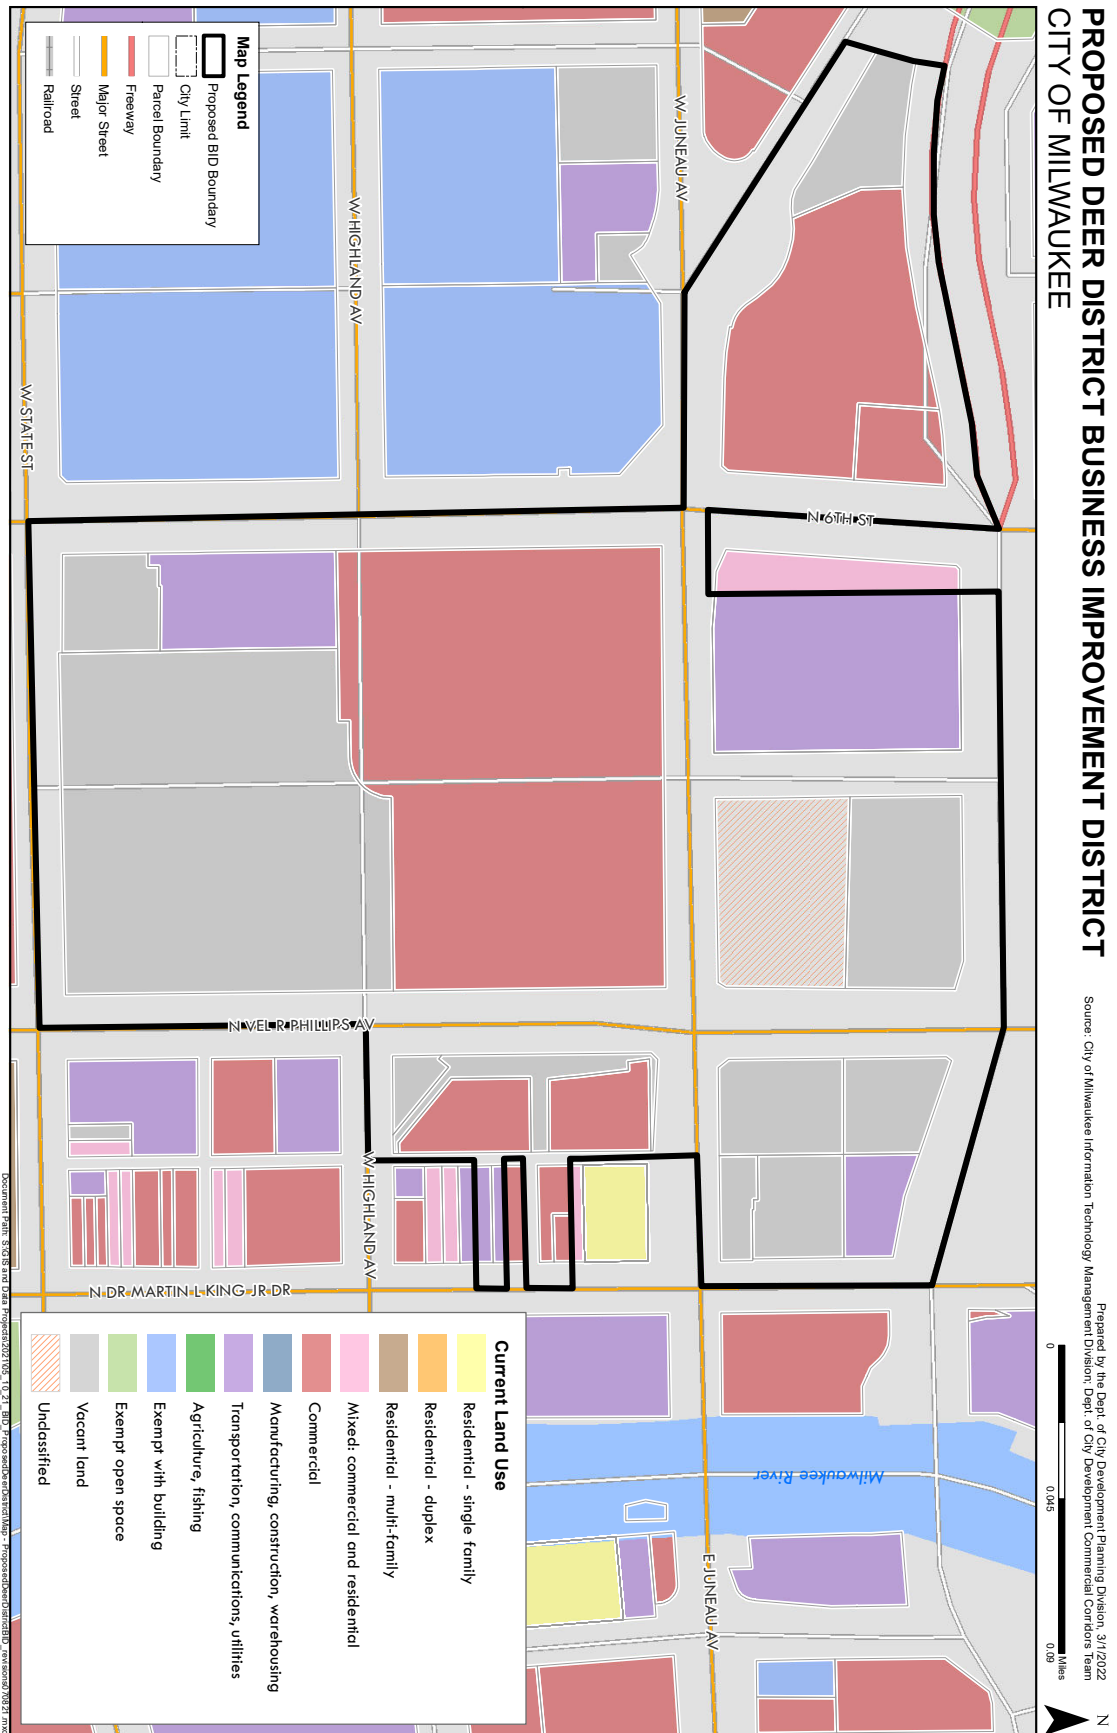 PROPOSED DEER DISTRICT BUSINESS IMPROVEMENT DISTRICT
CITY OF MILWAUKEE
Source: City of Milwaukee Information Technology Management Division; Dept. of City Development Commercial Corridors Team
Prepared by the Dept. of City Development Planning Division, 3/1/2022
0
0.045
0.09
Miles
N
W JUNEAU AV
W HIGHLAND AV
W STATE ST
N 6TH ST
N VEL R PHILLIPS AV
W HIGHLAND AV
N DR MARTIN L KING JR DR
E JUNEAU AV
Milwaukee River
Map Legend
Proposed BID Boundary
City Limit
Parcel Boundary
Freeway
Major Street
Street
Railroad
Current Land Use
Residential - single family
Residential - duplex
Residential - multi-family
Mixed: commercial and residential
Commercial
Manufacturing, construction, warehousing
Transportation, communications, utilities
Agriculture, fishing
Exempt with building
Exempt open space
Vacant land
Unclassified